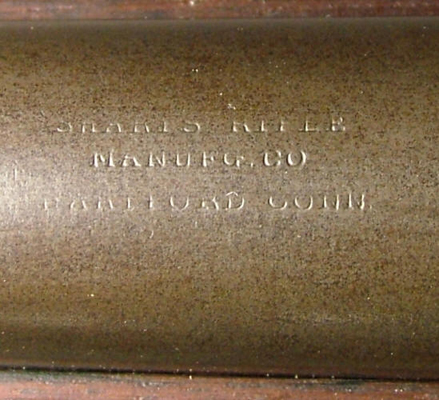 SHARPS RIFLE
MANUFG. CO
HARTFORD CONN.